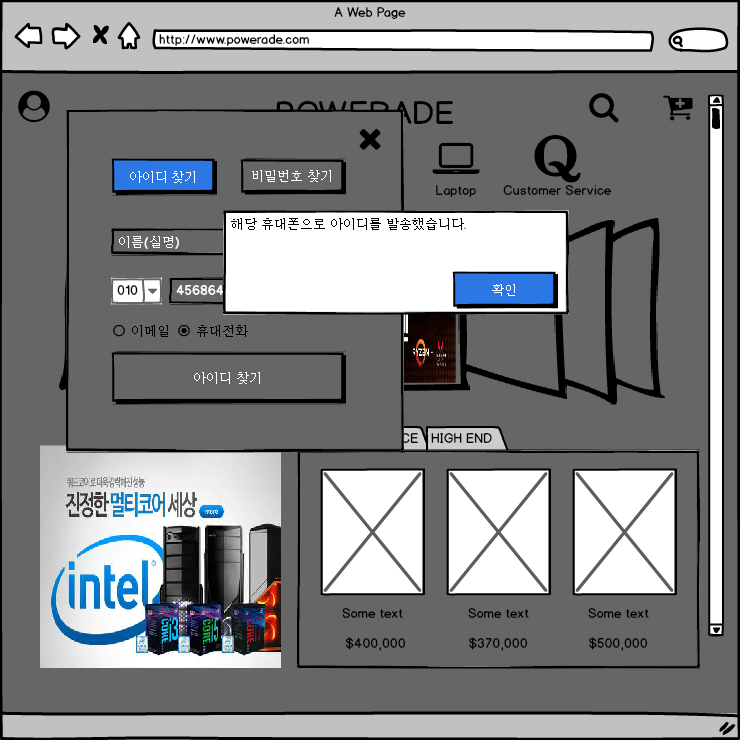 A Web Page
http://www.powerade.com
POWERADE
아이디 찾기
비밀번호 찾기
Laptop
Customer Service
해당 휴대폰으로 아이디를 발송했습니다.
이름(실명)
010
456864
확인
이메일
휴대전화
RYZEN
아이디 찾기
CE
HIGH END
진정한 멀티코어 세상
more
intel
CORE
CORE
CORE
Some text
Some text
Some text
$400,000
$370,000
$500,000